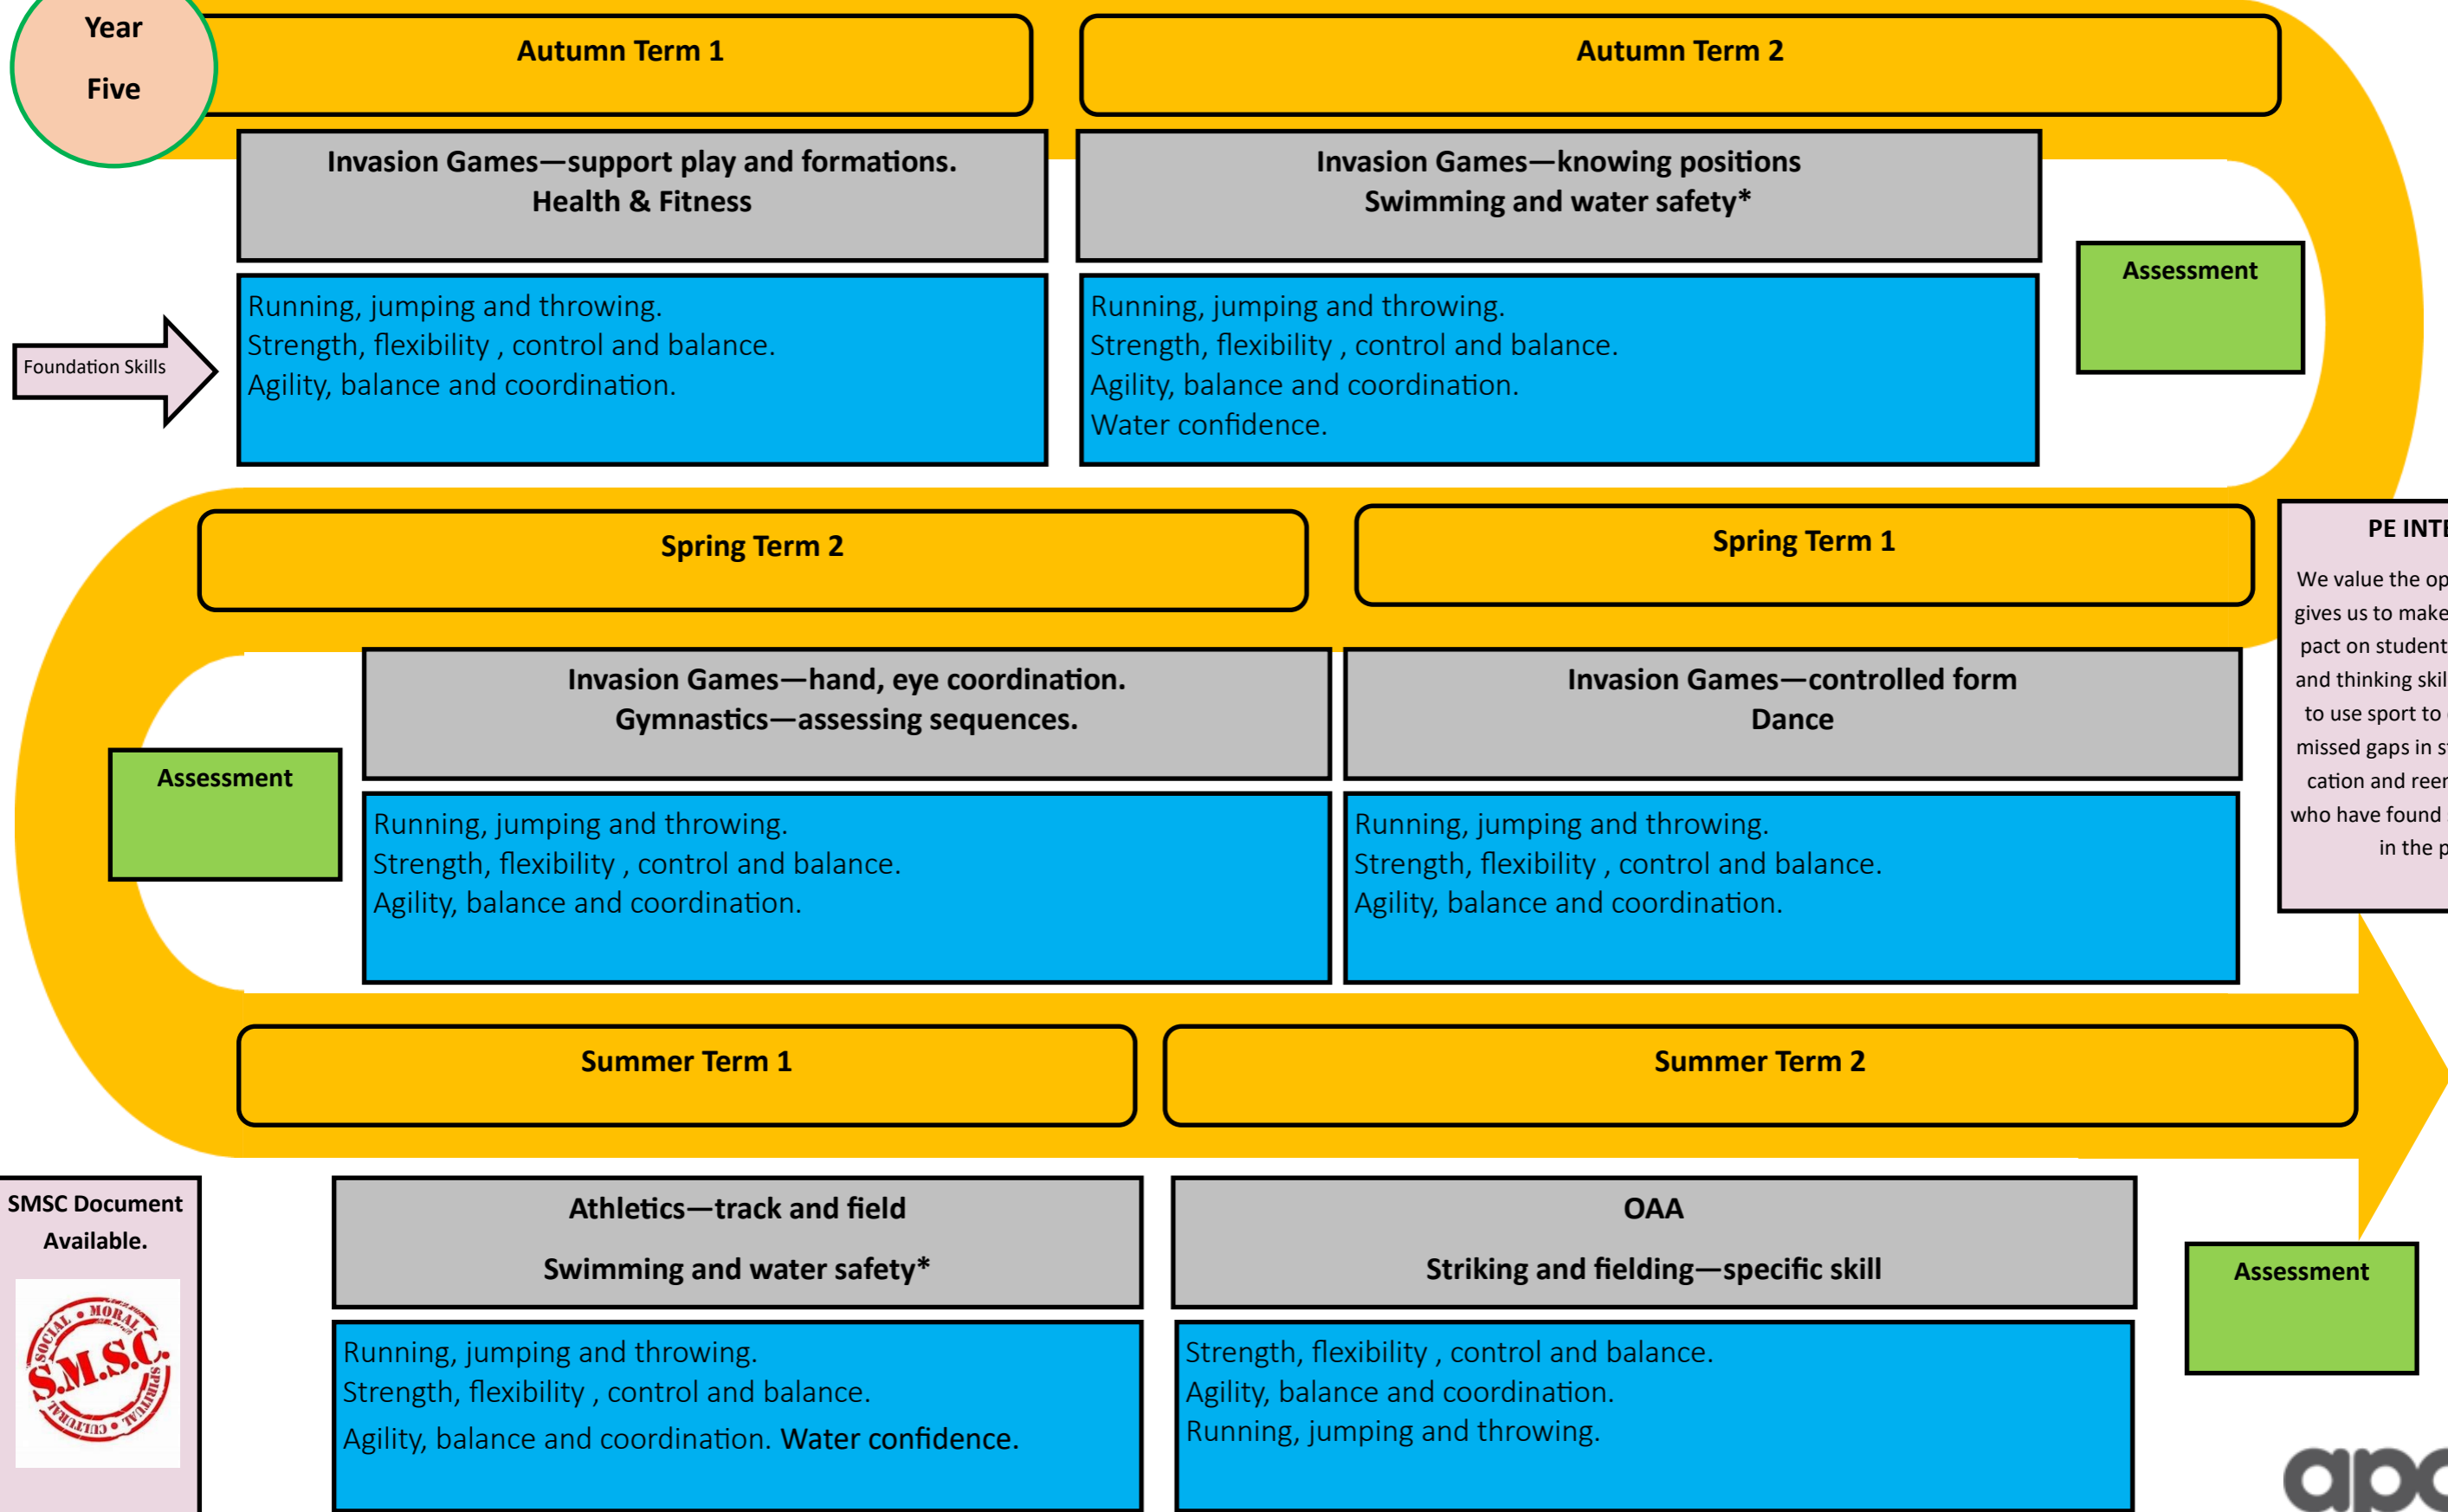 Year
Five
Autumn Term 1
Autumn Term 2
Invasion Games—support play and formations.
Health & Fitness
Invasion Games—knowing positions
Swimming and water safety*
Assessment
Foundation Skills
Running, jumping and throwing.
Strength, flexibility , control and balance.
Agility, balance and coordination.
Running, jumping and throwing.
Strength, flexibility , control and balance.
Agility, balance and coordination.
Water confidence.
Spring Term 2
Spring Term 1
PE
We value the
gives us to make
pact on student
and thinking
to use sport to
missed gaps in
cation and
who have found
in the
Invasion Games—hand, eye coordination.
Gymnastics—assessing sequences.
Invasion Games—controlled form
Dance
Assessment
Running, jumping and throwing.
Strength, flexibility , control and balance.
Agility, balance and coordination.
Running, jumping and throwing.
Strength, flexibility , control and balance.
Agility, balance and coordination.
Summer Term 1
Summer Term 2
SMSC Document
Available.
SOCIAL • MORAL
S.M.S.C.
SPIRITUAL
CULTURAL
Athletics—track and field
Swimming and water safety*
OAA
Striking and fielding—specific skill
Assessment
Running, jumping and throwing.
Strength, flexibility , control and balance.
Agility, balance and coordination. Water confidence.
Strength, flexibility , control and balance.
Agility, balance and coordination.
Running, jumping and throwing.